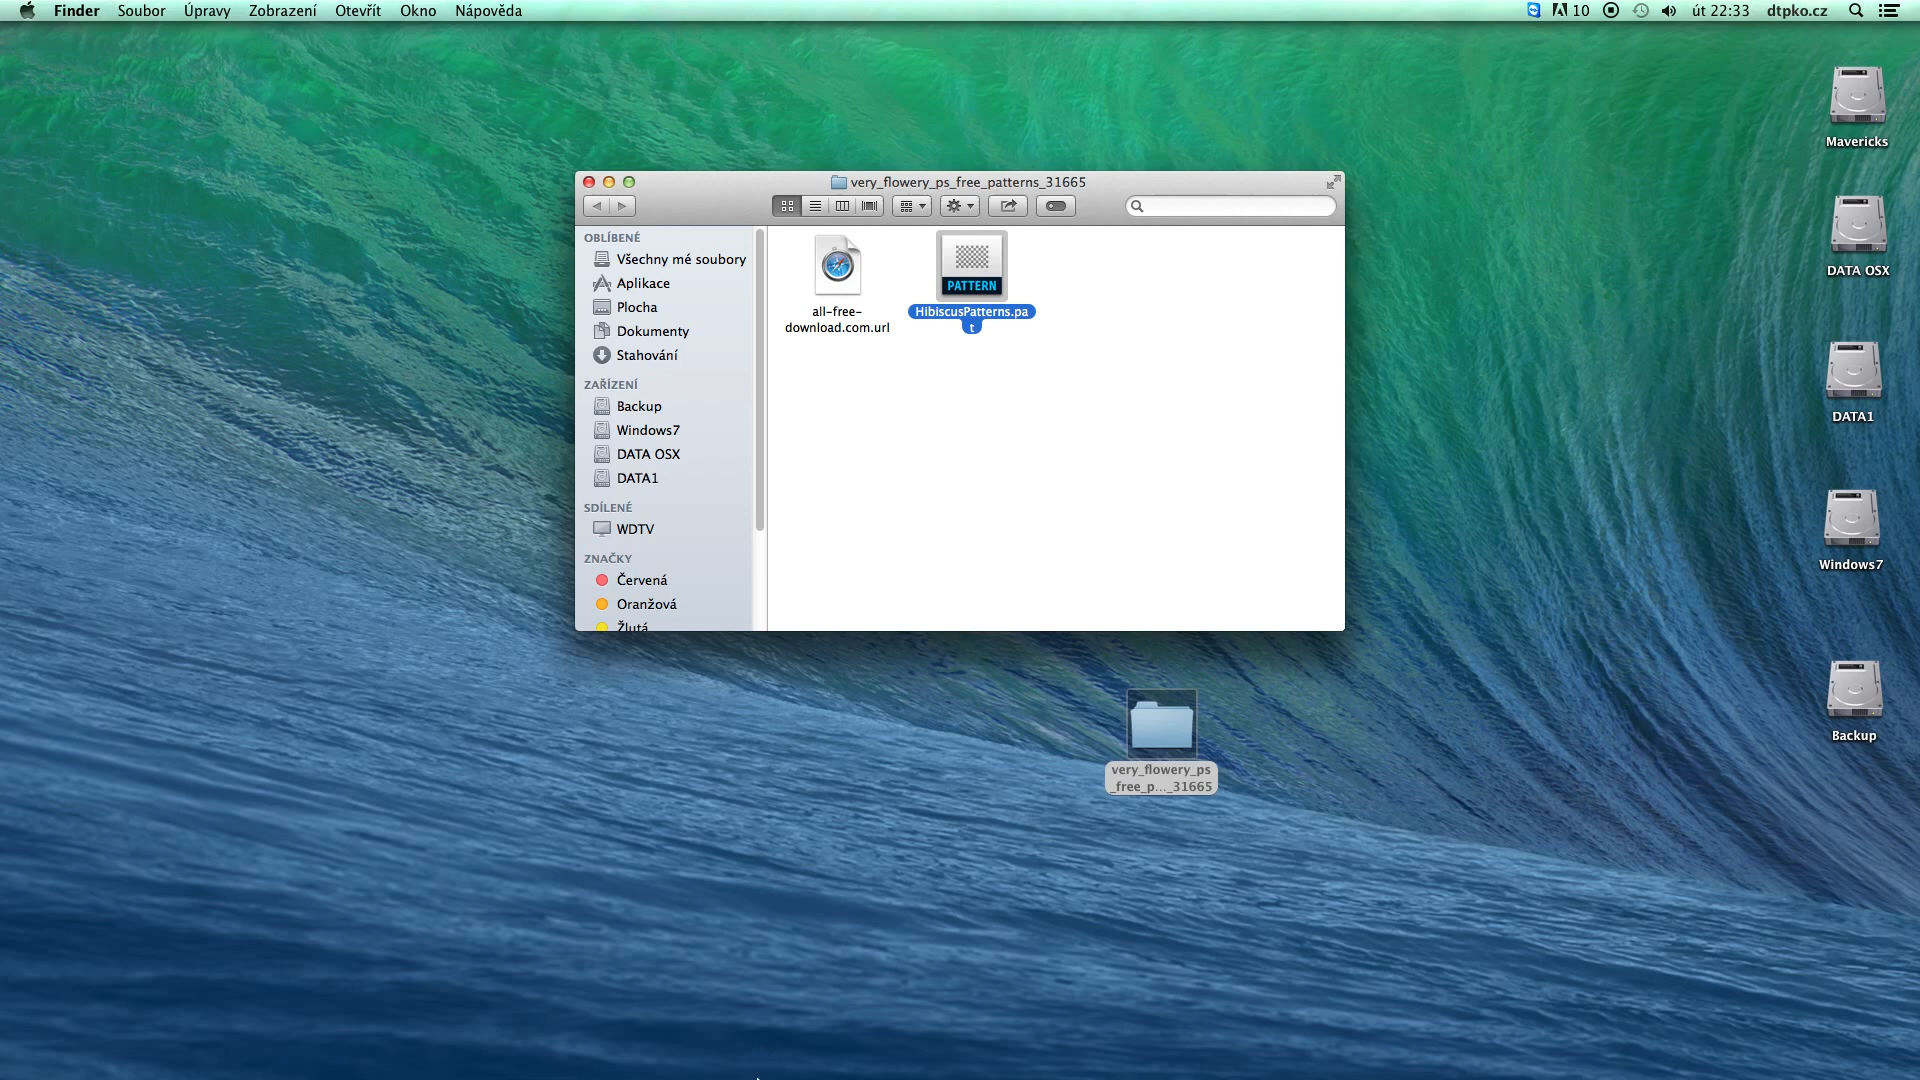 Finder Soubor Úpravy Zobrazení Otevřít Okno Nápověda 10 út 22:33 dtpko.cz
Mavericks
DATA OSX
DATA1
Windows7
Backup
very_flowery_ps_free_patterns_31665
OBLÍBENÉ
Všechny mé soubory
Aplikace
Plocha
Dokumenty
Stahování
ZAŘÍZENÍ
Backup
Windows7
DATA OSX
DATA1
SDÍLENÉ
WDTV
ZNAČKY
Červená
Oranžová
Žlutá
all-free-
download.com.url
PATTERN
HibiscusPatterns.pa
t
very_flowery_ps
_free_p..._31665